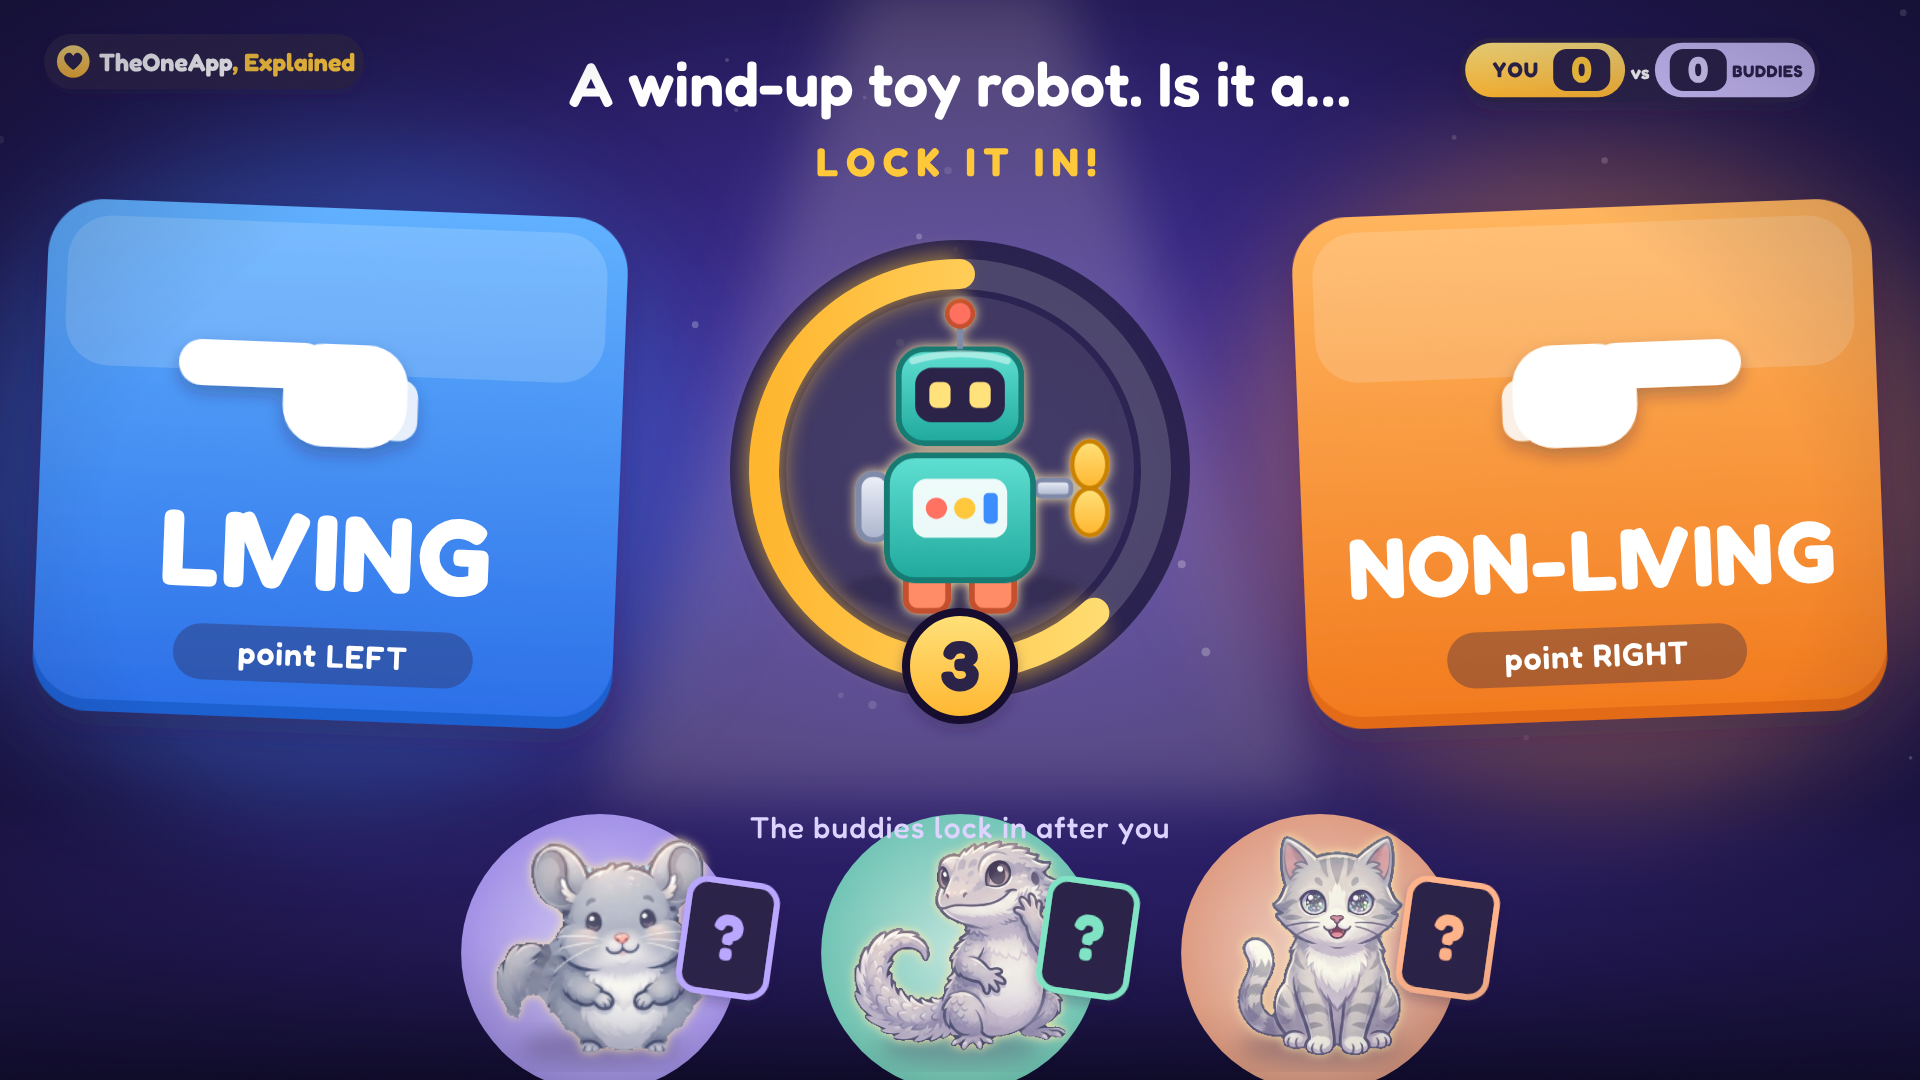 TheOneApp, Explained
A wind-up toy robot. Is it a...
LOCK IT IN!
YOU 0 vs 0 BUDDIES
LIVING
point LEFT
NON-LIVING
point RIGHT
3
The buddies lock in after you
?
?
?